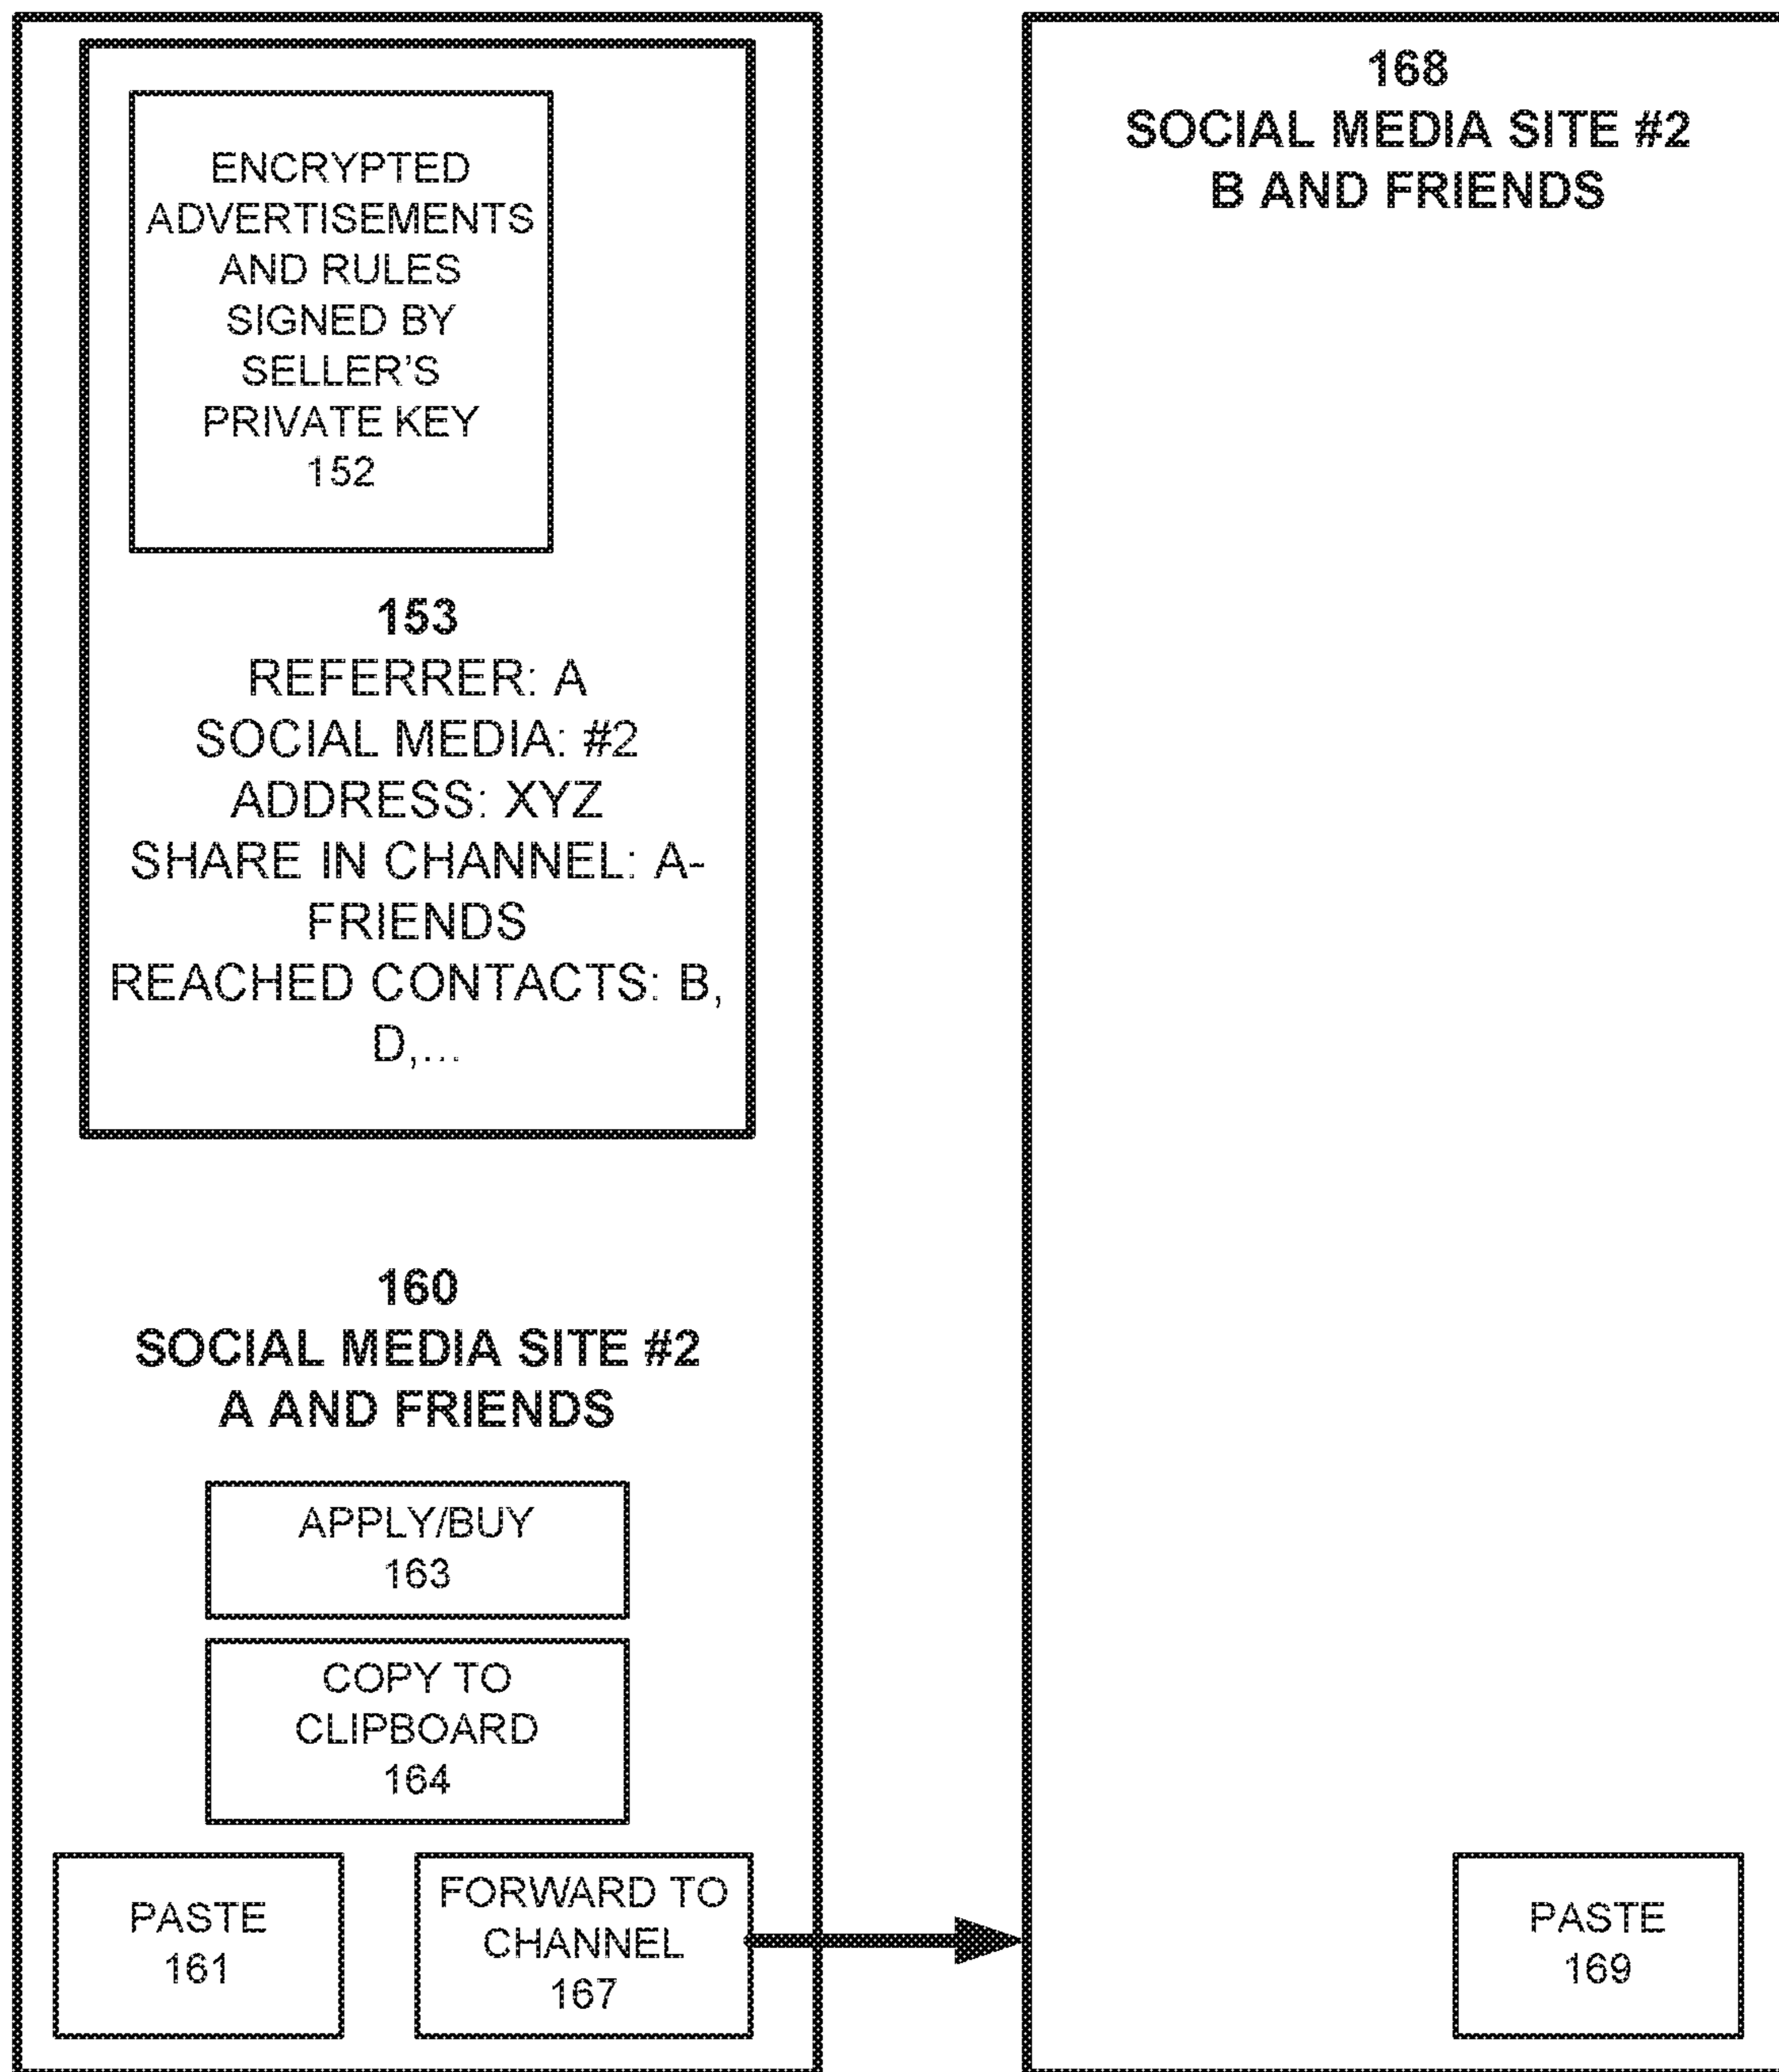 ENCRYPTED
ADVERTISEMENTS
AND RULES
SIGNED BY
SELLER'S
PRIVATE KEY
152
153
REFERRER: A
SOCIAL MEDIA: #2
ADDRESS: XYZ
SHARE IN CHANNEL: A-
FRIENDS
REACHED CONTACTS: B,
D,...
160
SOCIAL MEDIA SITE #2
A AND FRIENDS
APPLY/BUY
163
COPY TO
CLIPBOARD
164
PASTE
161
FORWARD TO
CHANNEL
167
168
SOCIAL MEDIA SITE #2
B AND FRIENDS
PASTE
169